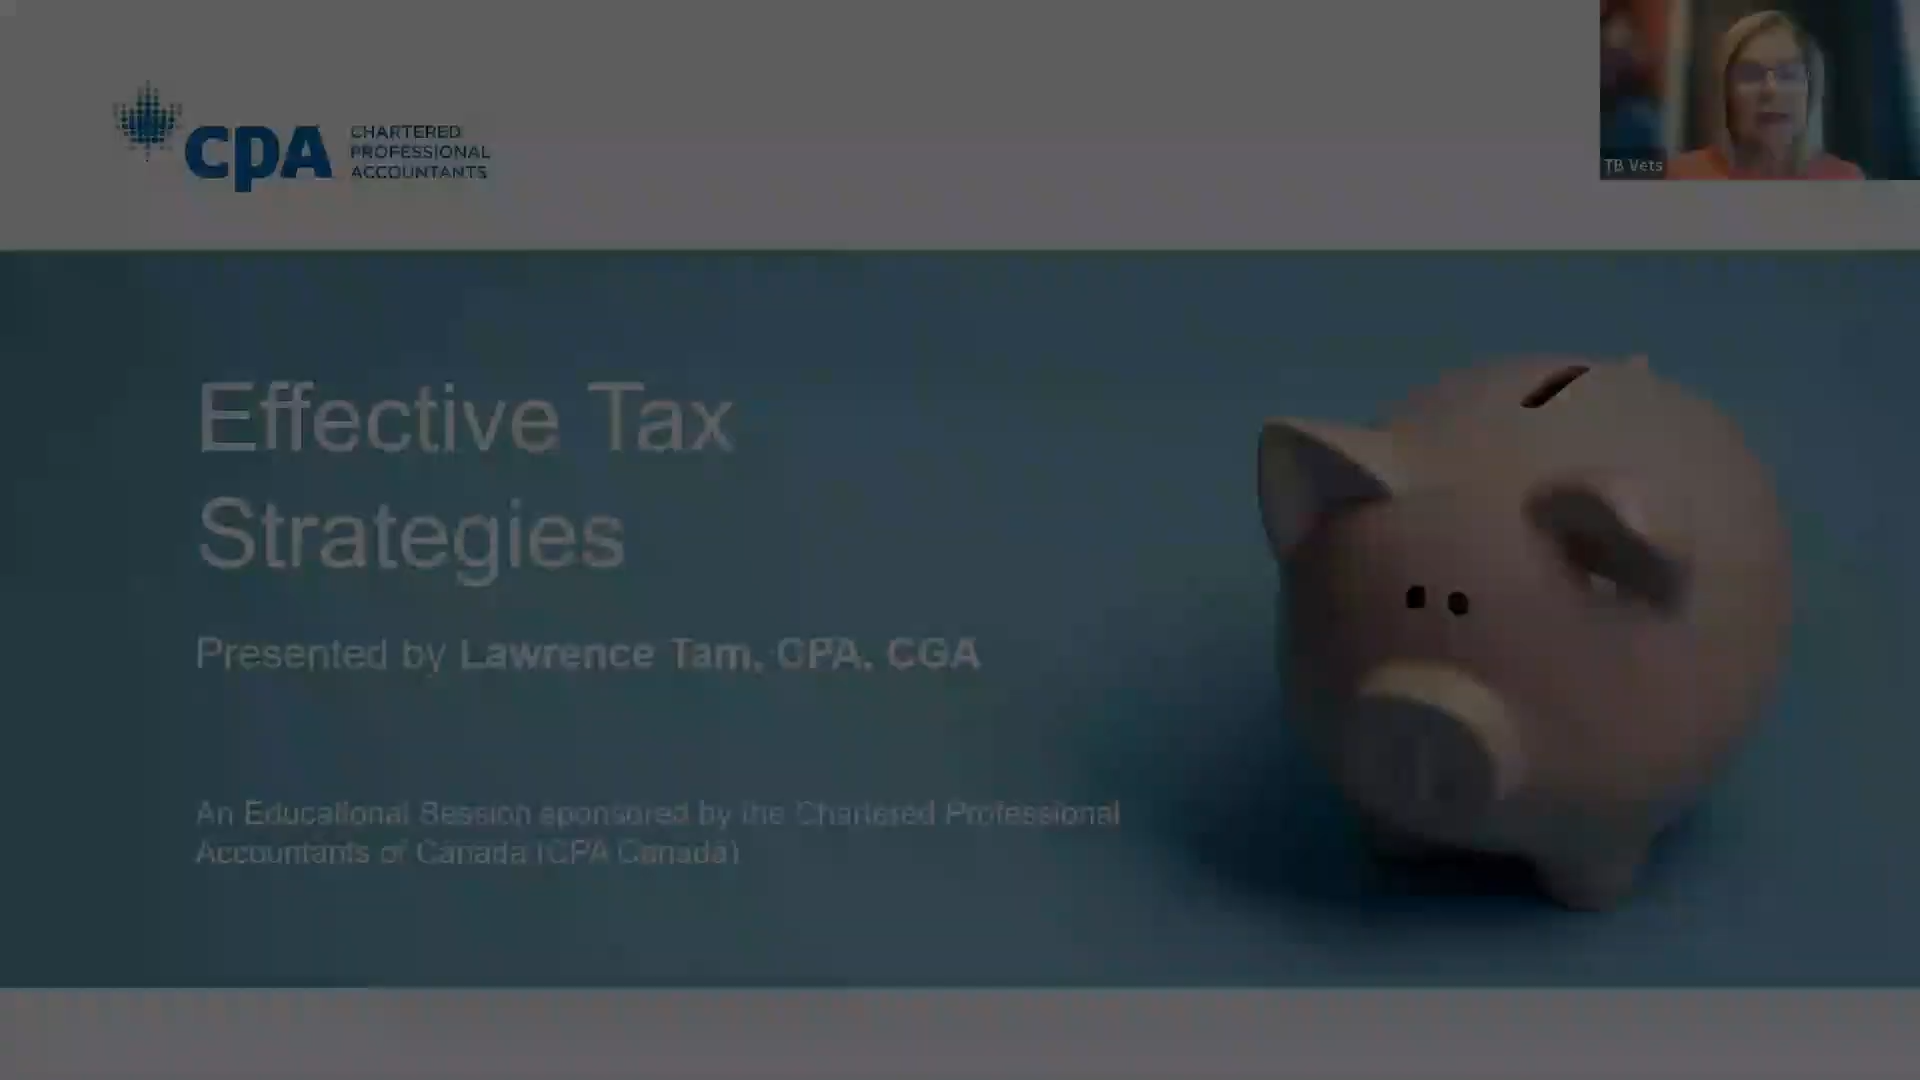 cpa
CHARTERED
PROFESSIONAL
ACCOUNTANTS
TB Vets
Effective Tax
Strategies
Presented by Lawrence Tam, CPA, CGA
An Educational Session sponsored by the Chartered Professional
Accountants of Canada (CPA Canada)